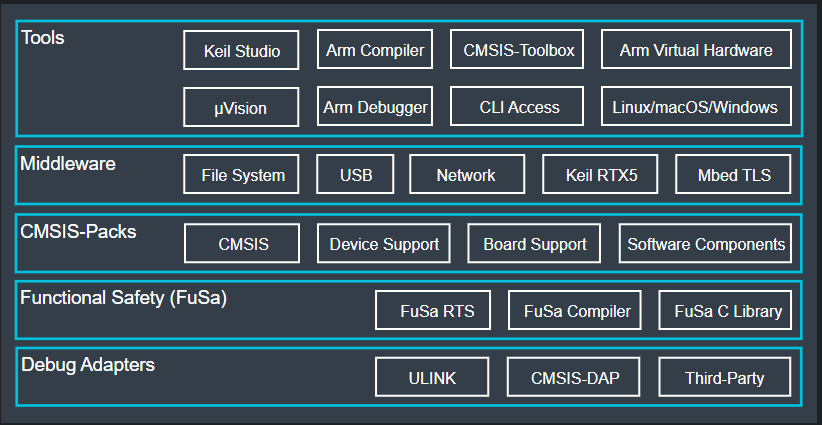 Tools
Keil Studio
Arm Compiler
CMSIS-Toolbox
Arm Virtual Hardware
µVision
Arm Debugger
CLI Access
Linux/macOS/Windows
Middleware
File System
USB
Network
Keil RTX5
Mbed TLS
CMSIS-Packs
CMSIS
Device Support
Board Support
Software Components
Functional Safety (FuSa)
FuSa RTS
FuSa Compiler
FuSa C Library
Debug Adapters
ULINK
CMSIS-DAP
Third-Party